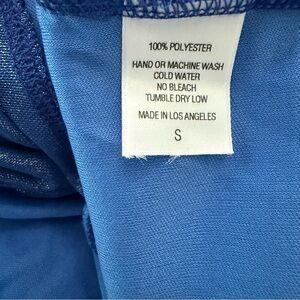 100% POLYESTER
HAND OR MACHINE WASH
COLD WATER
NO BLEACH
TUMBLE DRY LOW
MADE IN LOS ANGELES
S